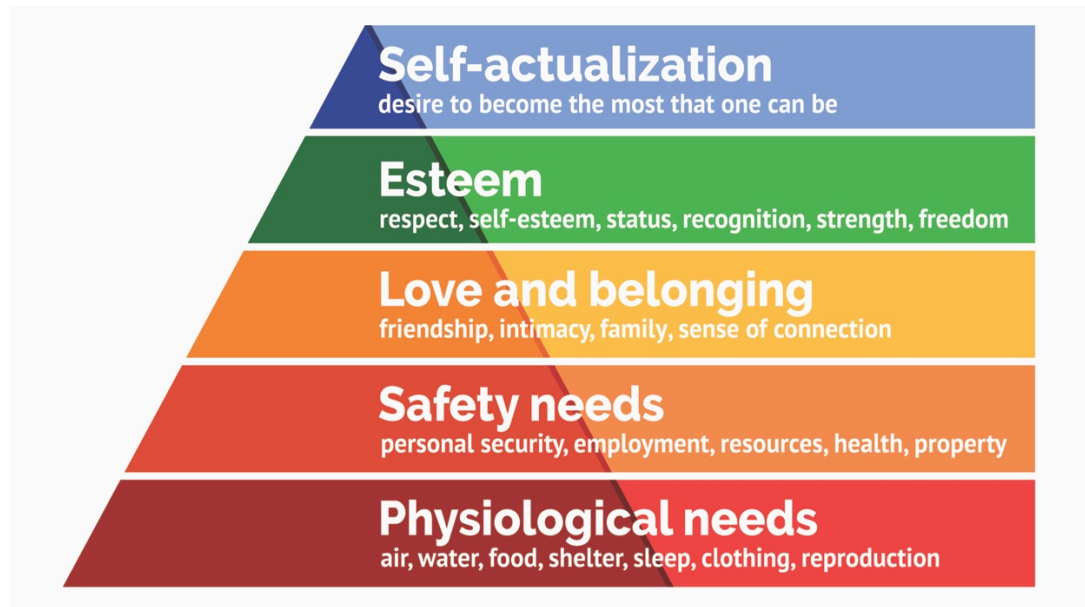 Self-actualization
desire to become the most that one can be
Esteem
respect, self-esteem, status, recognition, strength, freedom
Love and belonging
friendship, intimacy, family, sense of connection
Safety needs
personal security, employment, resources, health, property
Physiological needs
air, water, food, shelter, sleep, clothing, reproduction